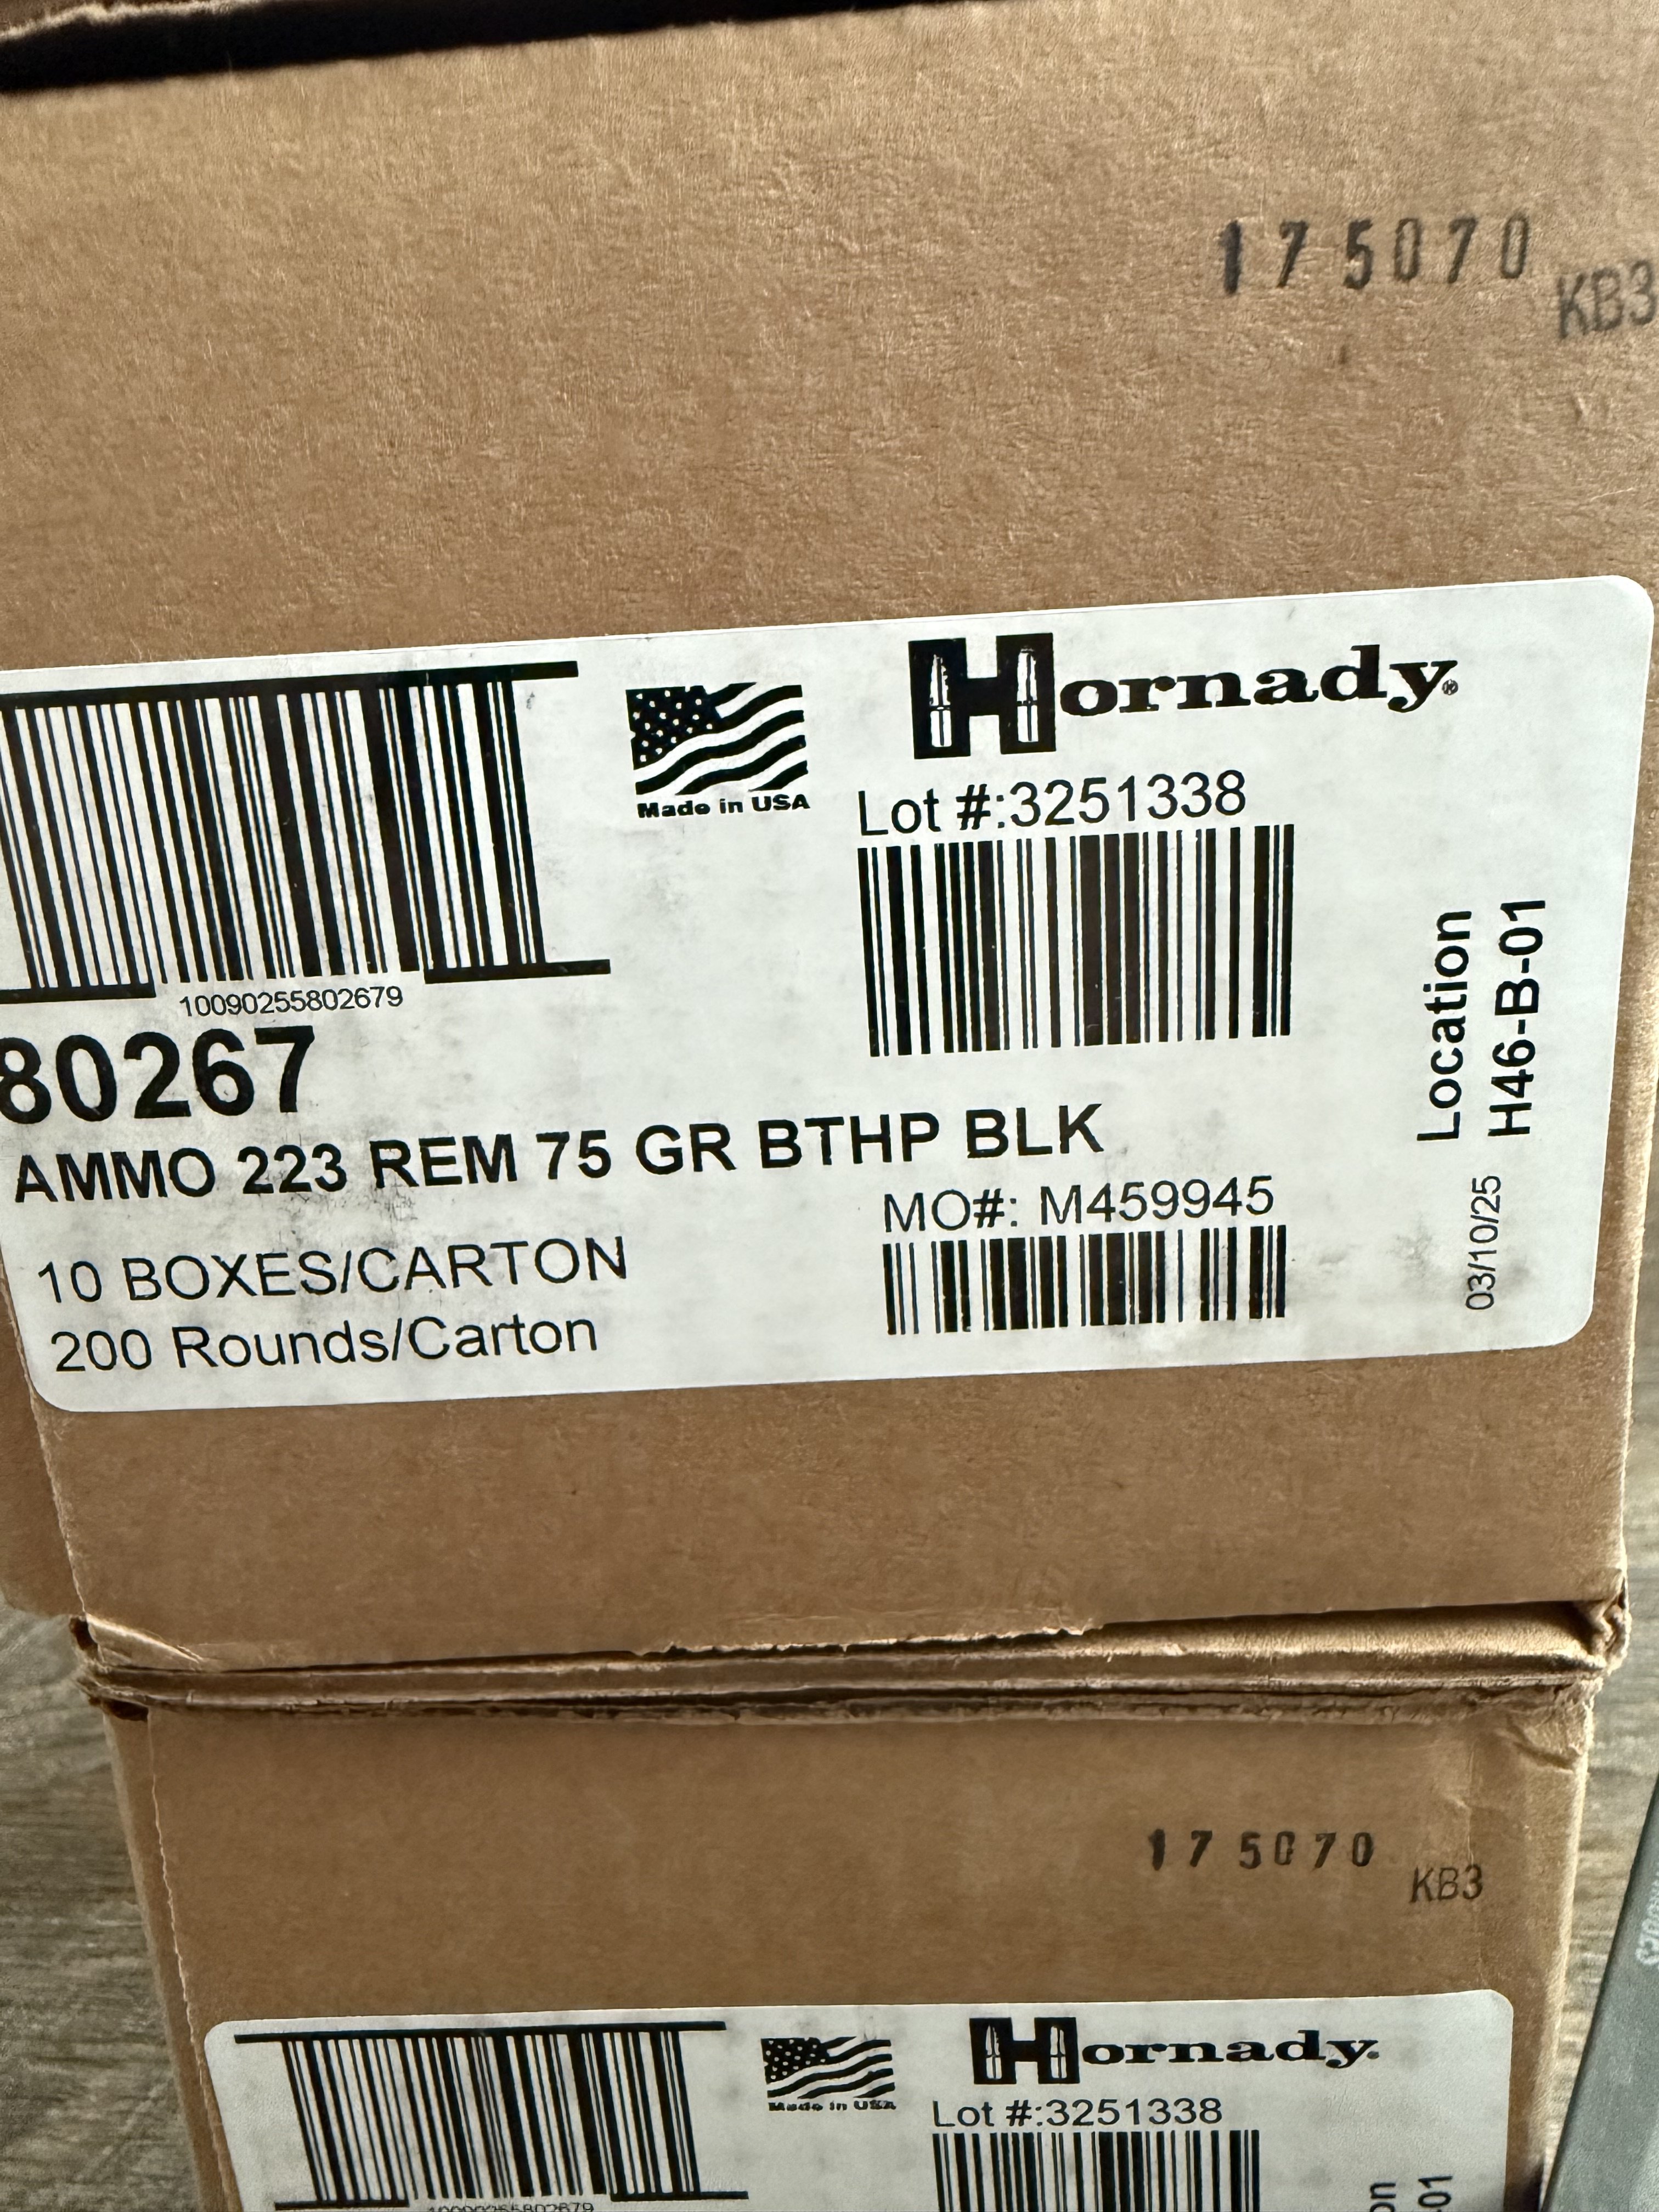 175070
KB3
Hornady®
Made in USA
Lot #:3251338
10090255802679
80267
AMMO 223 REM 75 GR BTHP BLK
MO#: M459945
10 BOXES/CARTON
200 Rounds/Carton
Location
H46-B-01
03/10/25
175070
KB3
Hornady®
Made in USA
Lot #:3251338